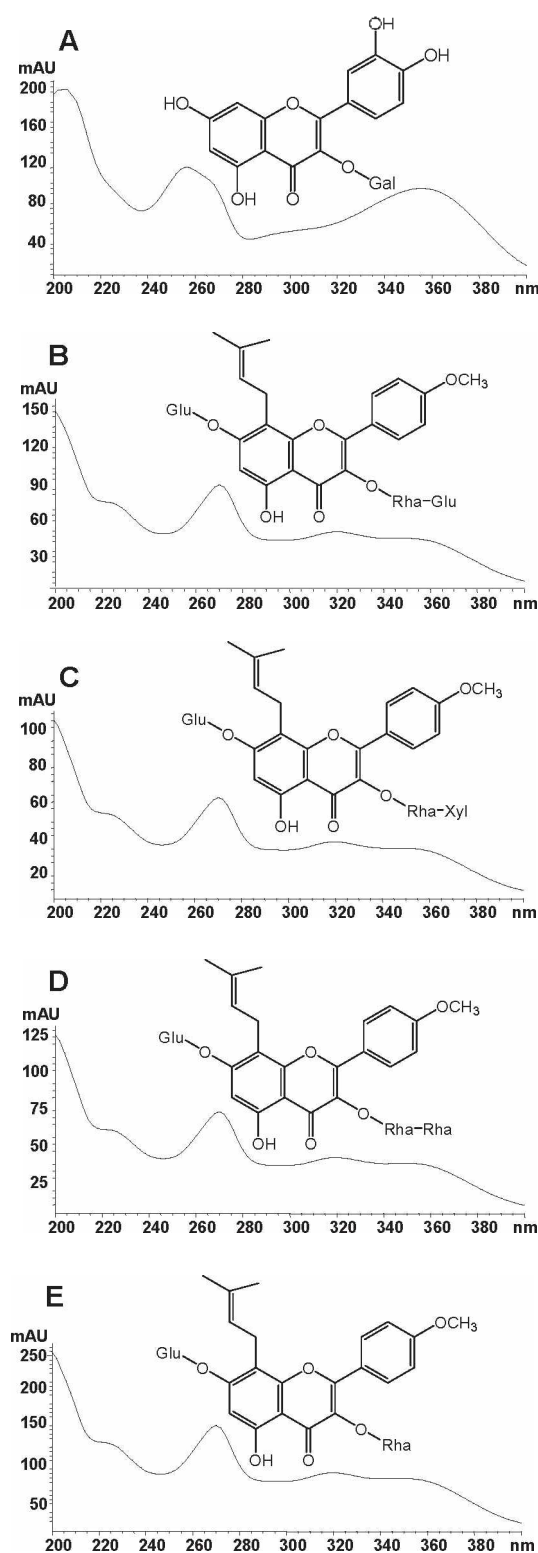 A
mAU
200
160
120
80
40
OH
OH
HO
O
O
Gal
OH
O
200 220 240 260 280 300 320 340 360 380 nm
B
mAU
150
120
90
60
30
Glu
O
O
OCH3
O
Rha-Glu
OH
O
200 220 240 260 280 300 320 340 360 380 nm
C
mAU
100
80
60
40
20
Glu
O
O
OCH3
O
Rha-Xyl
OH
O
200 220 240 260 280 300 320 340 360 380 nm
D
mAU
125
100
75
50
25
Glu
O
O
OCH3
O
Rha-Rha
OH
O
200 220 240 260 280 300 320 340 360 380 nm
E
mAU
250
200
150
100
50
Glu
O
O
OCH3
O
Rha
OH
O
200 220 240 260 280 300 320 340 360 380 nm